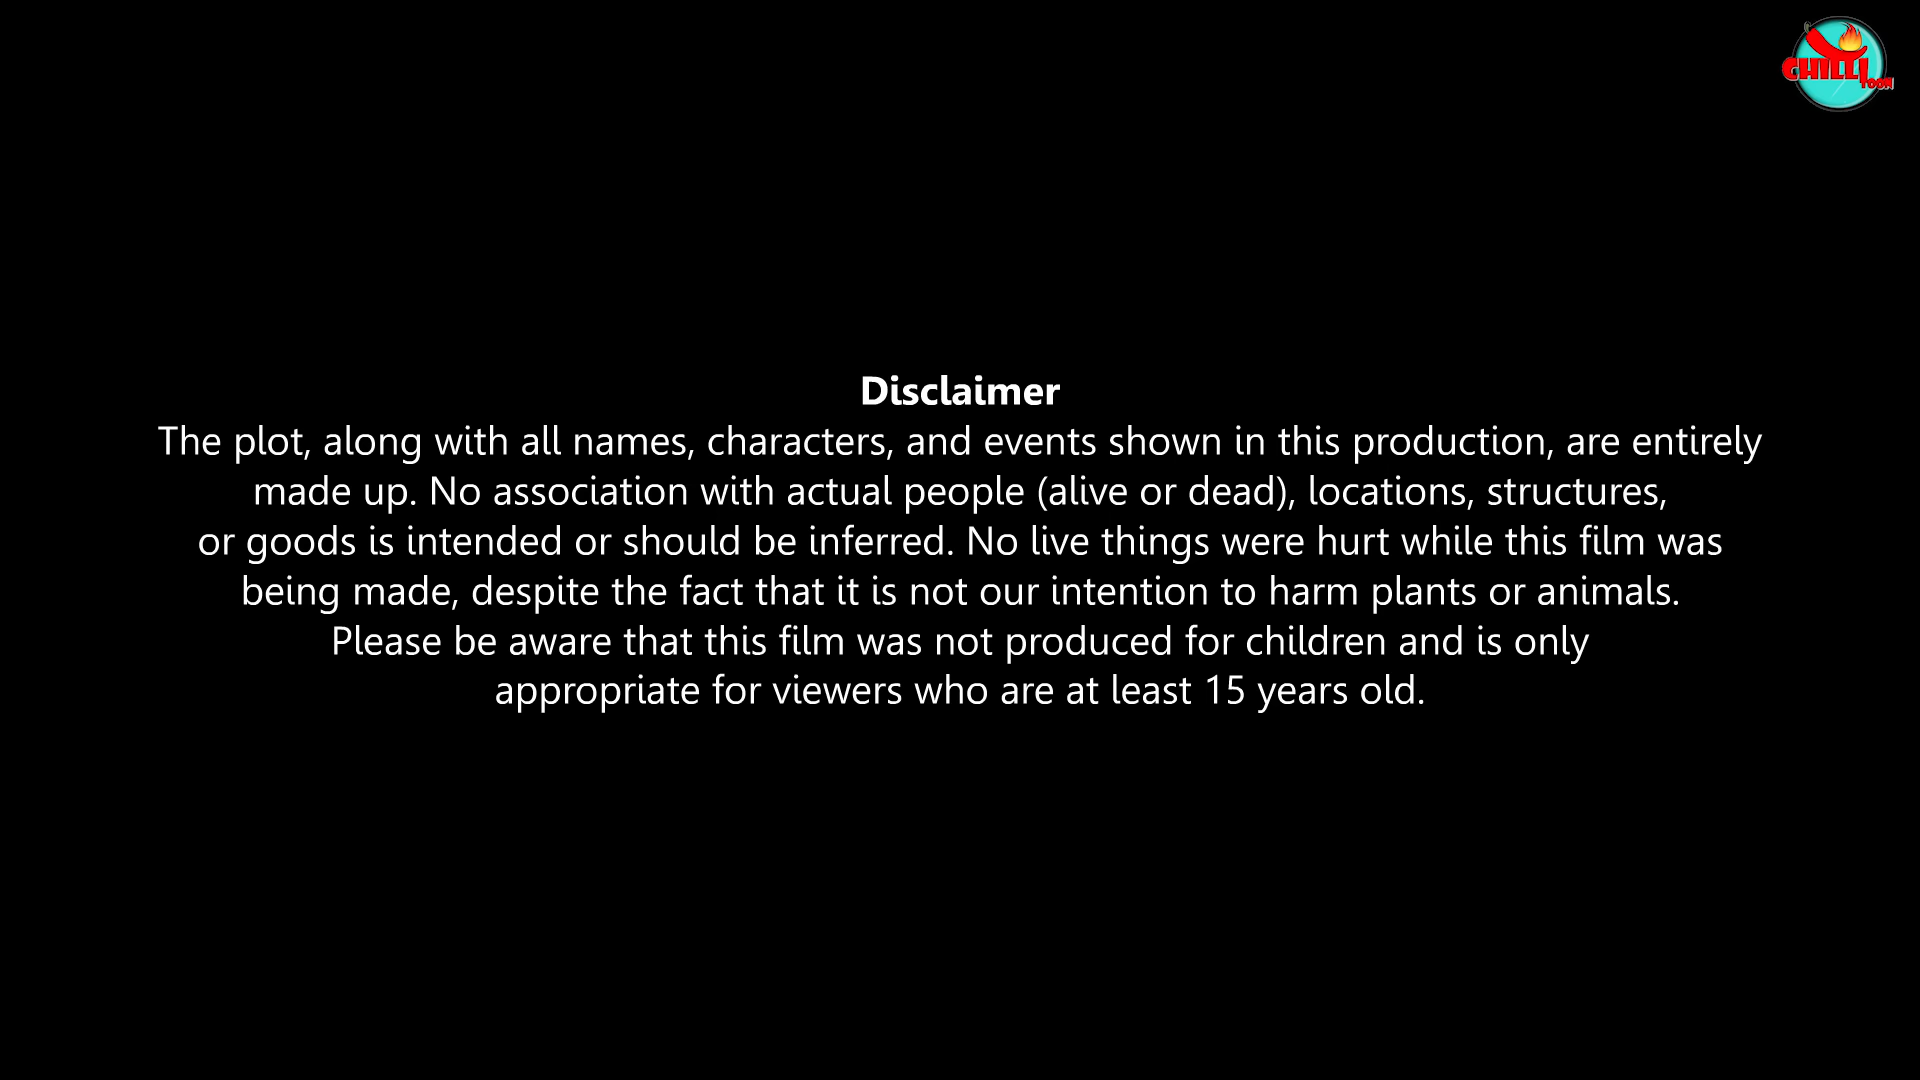 CHILLI
TOON
Disclaimer
The plot, along with all names, characters, and events shown in this production, are entirely
made up. No association with actual people (alive or dead), locations, structures,
or goods is intended or should be inferred. No live things were hurt while this film was
being made, despite the fact that it is not our intention to harm plants or animals.
Please be aware that this film was not produced for children and is only
appropriate for viewers who are at least 15 years old.